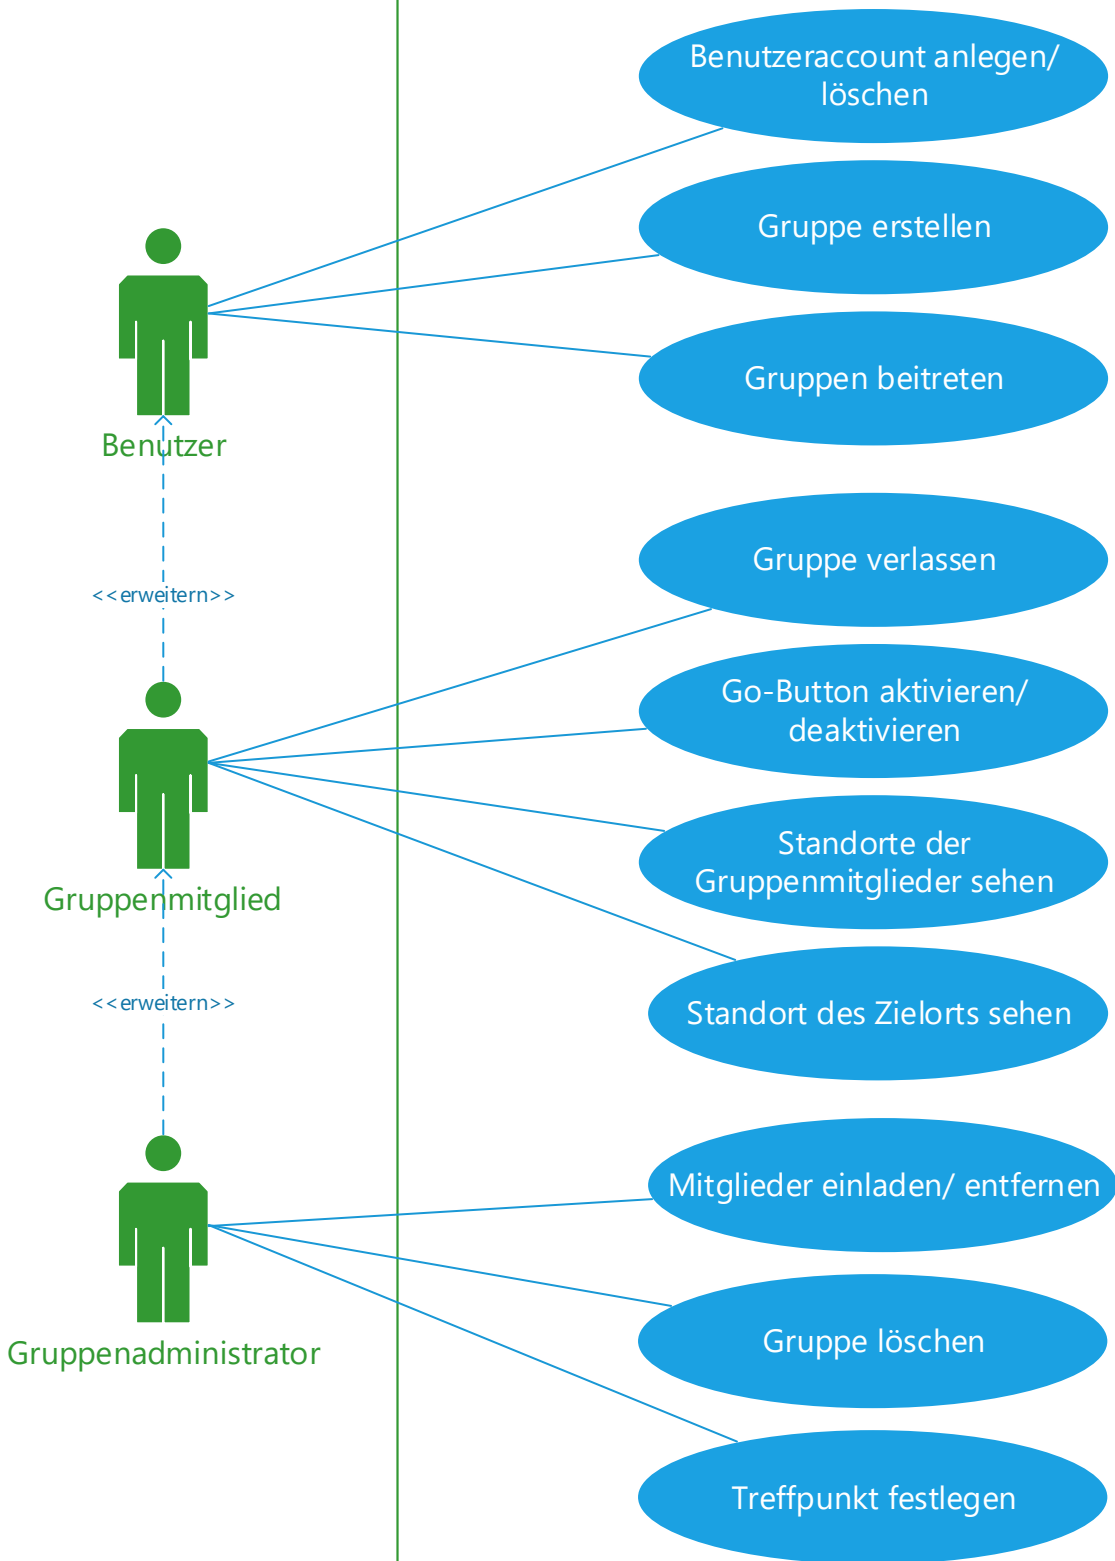 Benutzeraccount anlegen/
löschen
Gruppe erstellen
Gruppen beitreten
Benutzer
Gruppe verlassen
<<erweitern>>
Go-Button aktivieren/
deaktivieren
Standorte der
Gruppenmitglieder sehen
Gruppenmitglied
<<erweitern>>
Standort des Zielorts sehen
Mitglieder einladen/ entfernen
Gruppe löschen
Gruppenadministrator
Treffpunkt festlegen